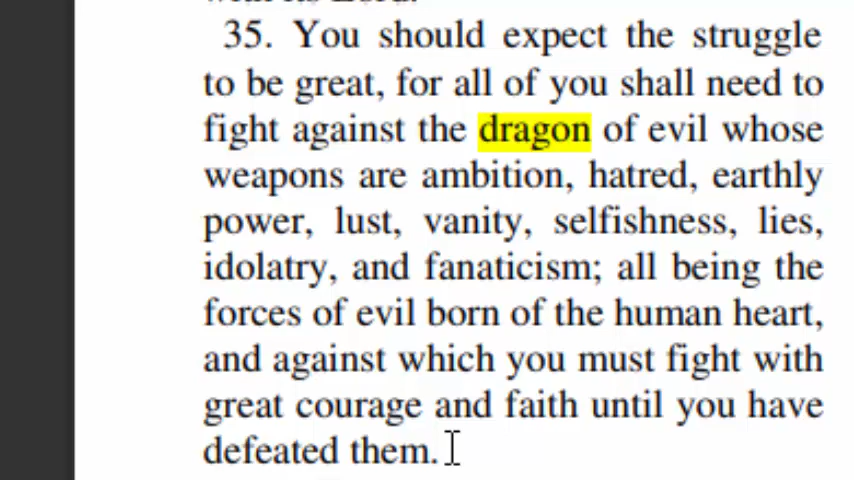 35. You should expect the struggle
to be great, for all of you shall need to
fight against the dragon of evil whose
weapons are ambition, hatred, earthly
power, lust, vanity, selfishness, lies,
idolatry, and fanaticism; all being the
forces of evil born of the human heart,
and against which you must fight with
great courage and faith until you have
defeated them.